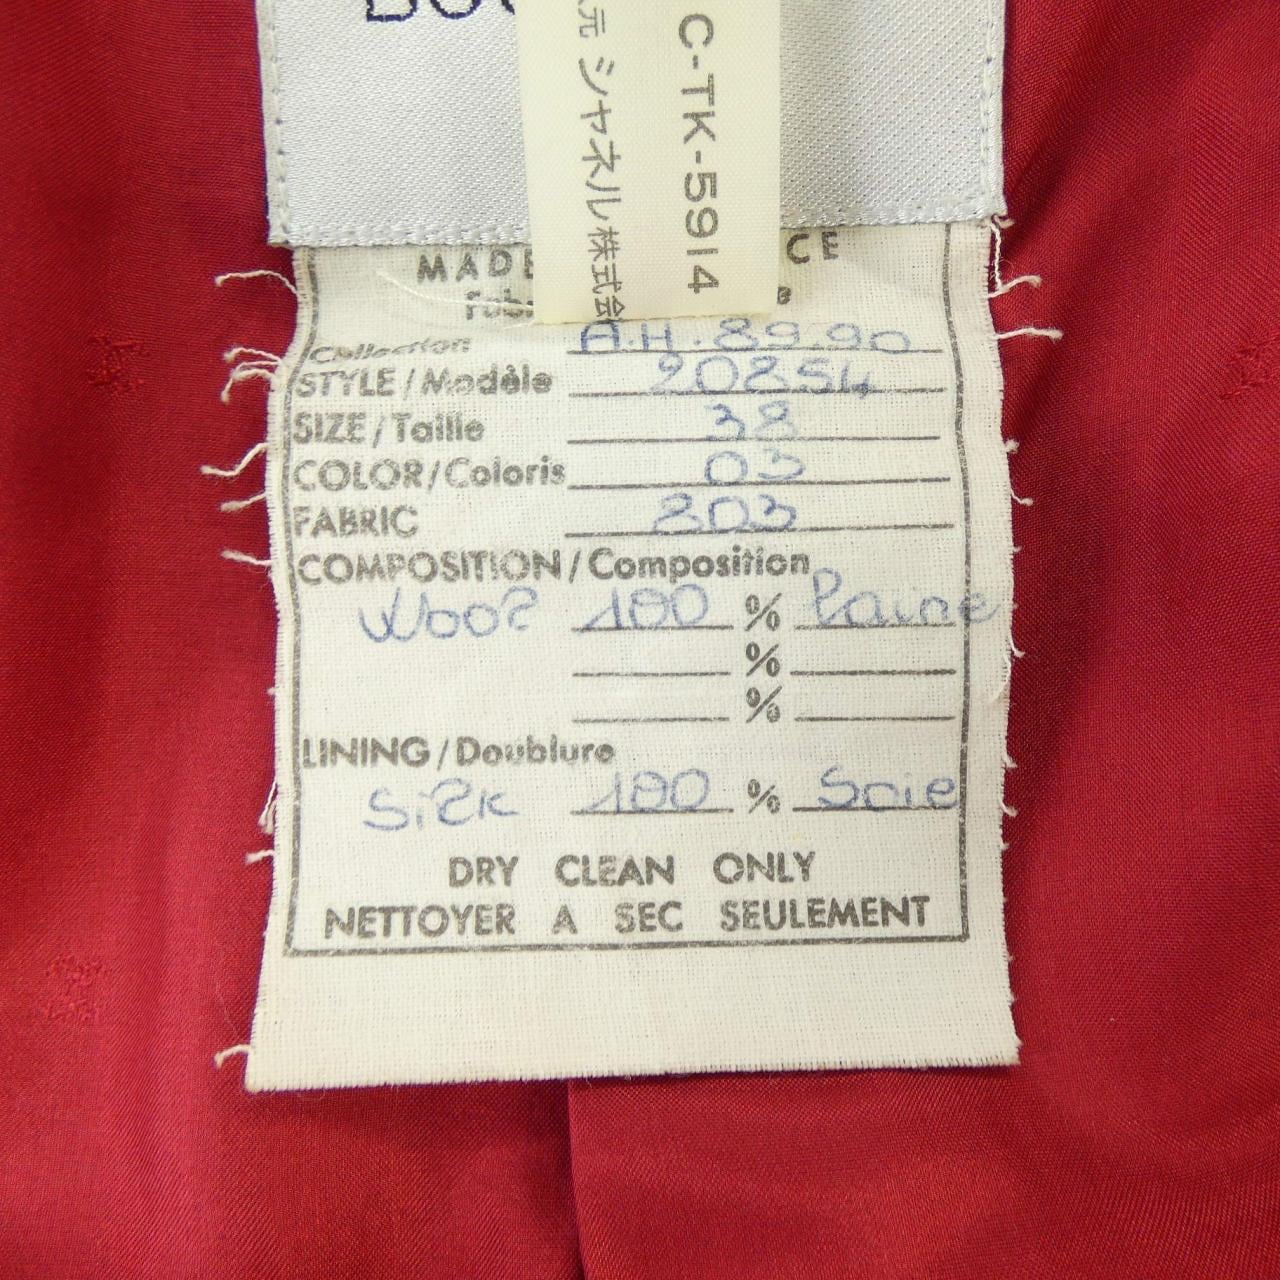 C-TK-5914
元 シャネル株式会
MADE
CE
Collection A.H. 89.90
STYLE/Modèle 20854
SIZE/Taille 38
COLOR/Coloris 03
FABRIC 803
COMPOSITION/Composition
Wool 100 % laine
%
%
LINING/Doublure
Silk 100 % Soie
DRY CLEAN ONLY
NETTOYER A SEC SEULEMENT